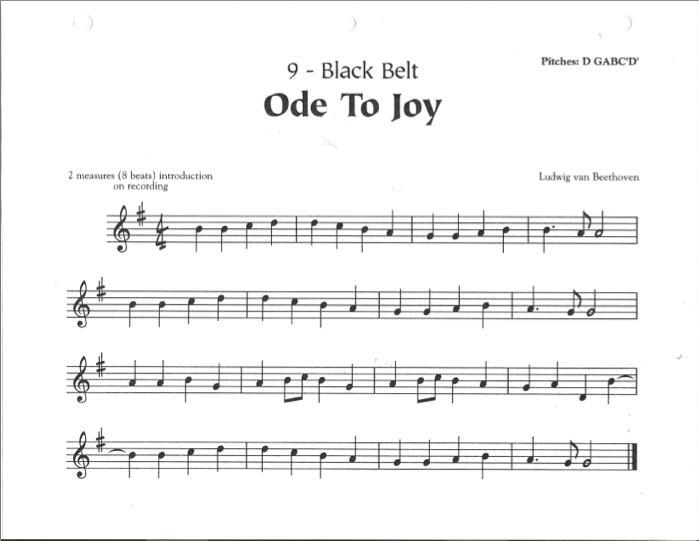 Pitches: D GABC'D'
9 - Black Belt
Ode To Joy
2 measures (8 beats) introduction
on recording
Ludwig van Beethoven